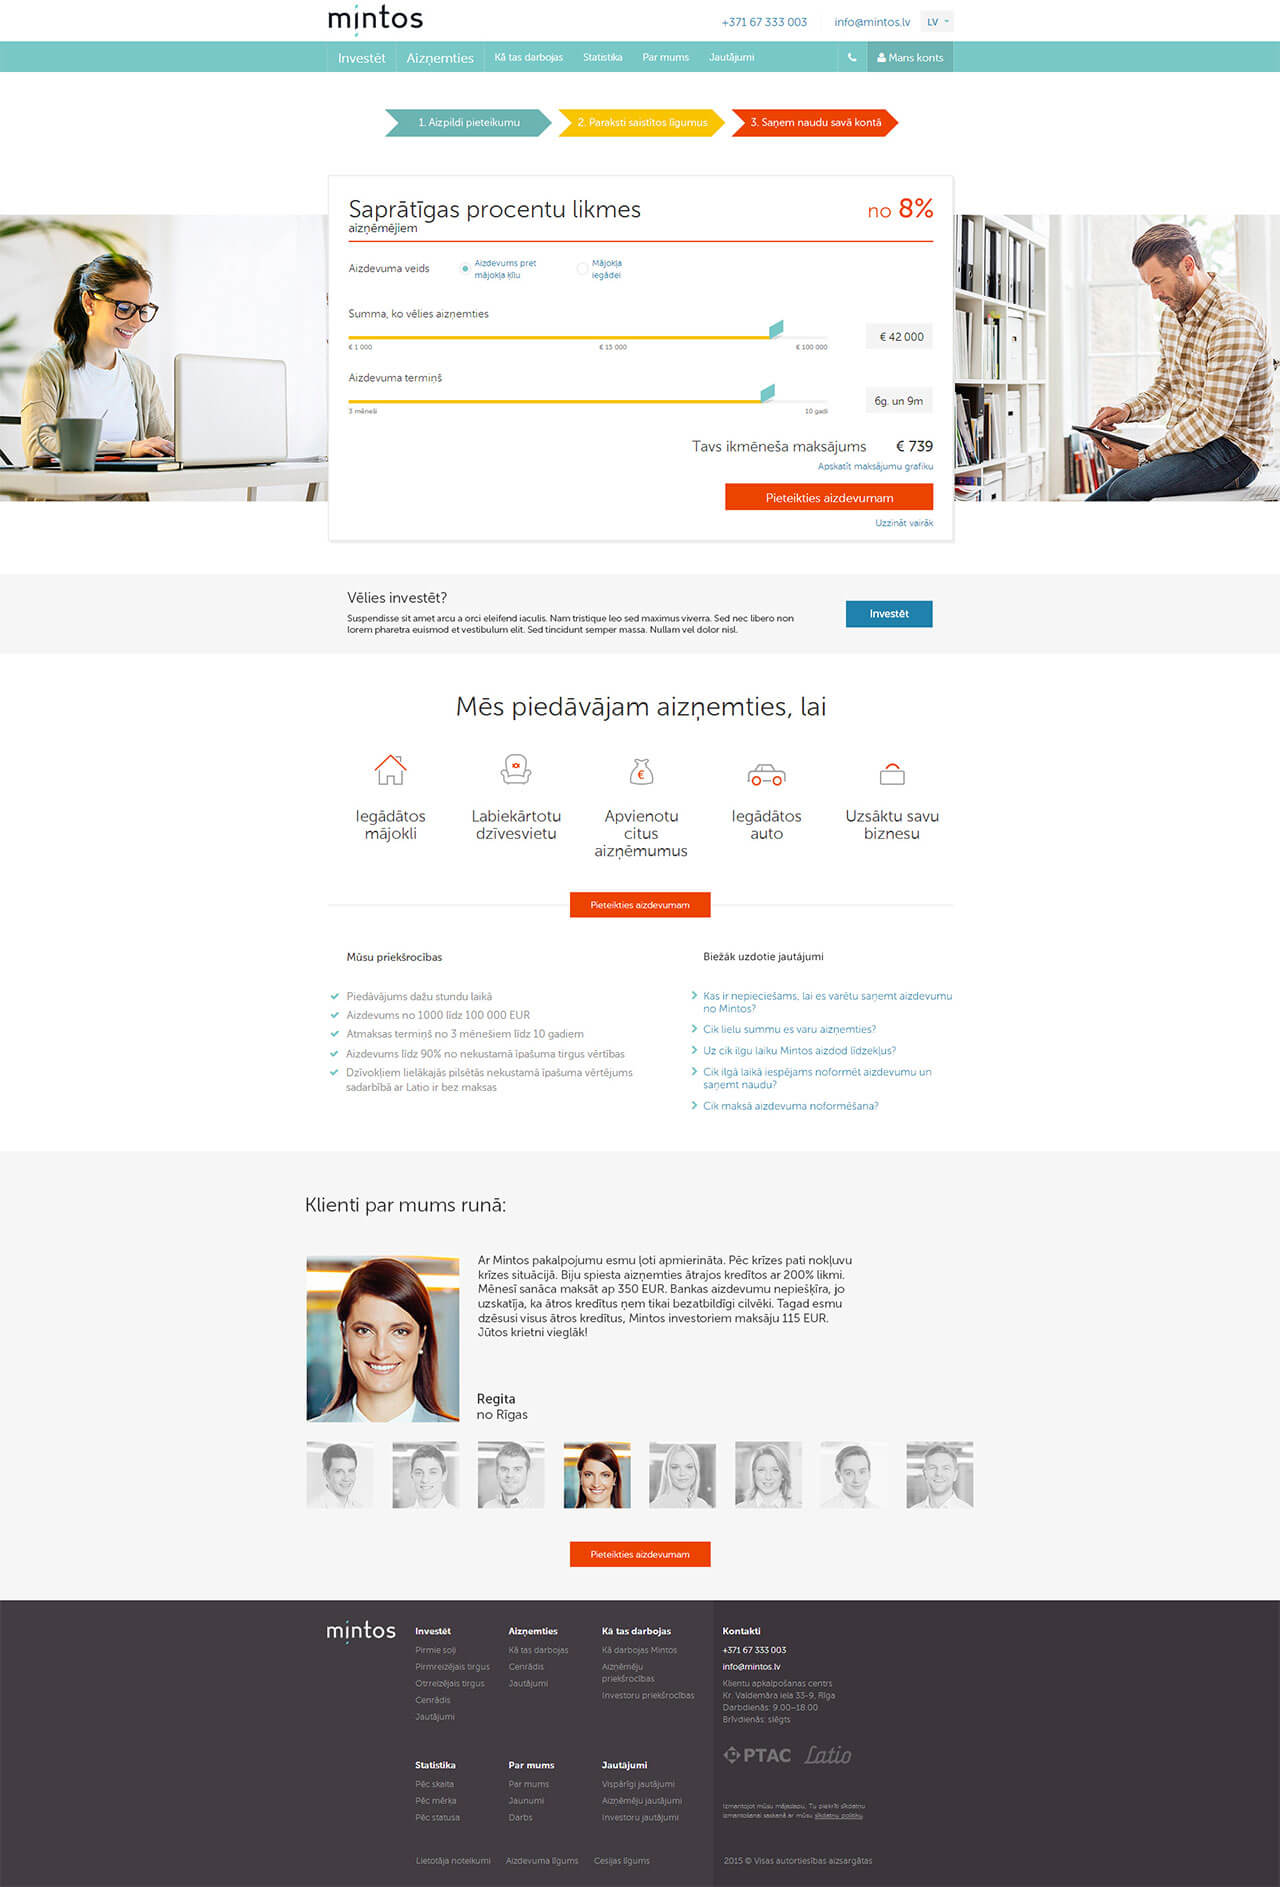 mintos
+371 67 333 003
info@mintos.lv
LV
Investēt
Aizņemties
Kā tas darbojas
Statistika
Par mums
Jautājumi
Mans konts
1. Aizpildi pieteikumu
2. Paraksti saistītos līgumus
3. Saņem naudu savā kontā
Saprātīgas procentu likmes
no 8%
aizņēmējiem
Aizdevuma veids
Aizdevums pret
mājokļa ķīlu
Mājokļa
iegādei
Summa, ko vēlies aizņemties
€ 1 000
€ 15 000
€ 100 000
€ 42 000
Aizdevuma termiņš
3 mēneši
10 gadi
6g. un 9m
Tavs ikmēneša maksājums
€ 739
Apskatīt maksājumu grafiku
Pieteikties aizdevumam
Uzzināt vairāk
Vēlies investēt?
Suspendisse sit amet arcu a orci eleifend iaculis. Nam tristique leo sed maximus viverra. Sed nec libero non
lorem pharetra euismod et vestibulum elit. Sed tincidunt semper massa. Nullam vel dolor nisl.
Investēt
Mēs piedāvājam aizņemties, lai
Iegādātos
mājokli
Labiekārtotu
dzīvesvietu
Apvienotu
citus
aizņēmumus
Iegādātos
auto
Uzsāktu savu
biznesu
Pieteikties aizdevumam
Mūsu priekšrocības
Piedāvājums dažu stundu laikā
Aizdevums no 1000 līdz 100 000 EUR
Atmaksas termiņš no 3 mēnešiem līdz 10 gadiem
Aizdevums līdz 90% no nekustamā īpašuma tirgus vērtības
Dzīvokļiem lielākajās pilsētās nekustamā īpašuma vērtējums
sadarbībā ar Latio ir bez maksas
Biežāk uzdotie jautājumi
Kas ir nepieciešams, lai es varētu saņemt aizdevumu
no Mintos?
Cik lielu summu es varu aizņemties?
Uz cik ilgu laiku Mintos aizdod līdzekļus?
Cik ilgā laikā iespējams noformēt aizdevumu un
saņemt naudu?
Cik maksā aizdevuma noformēšana?
Klienti par mums runā:
Ar Mintos pakalpojumu esmu ļoti apmierināta. Pēc krīzes pati nokļuvu
krīzes situācijā. Biju spiesta aizņemties ātrajos kredītos ar 200% likmi.
Mēnesī sanāca maksāt ap 350 EUR. Bankas aizdevumu nepiešķīra, jo
uzskatīja, ka ātros kredītus ņem tikai bezatbildīgi cilvēki. Tagad esmu
dzēsusi visus ātros kredītus, Mintos investoriem maksāju 115 EUR.
Jūtos krietni vieglāk!
Regita
no Rīgas
Pieteikties aizdevumam
mintos
Investēt
Pirmie soļi
Pirmreizējais tirgus
Otrreizējais tirgus
Cenrādis
Jautājumi
Aizņemties
Kā tas darbojas
Cenrādis
Jautājumi
Kā tas darbojas
Kā darbojas Mintos
Aizņēmēju
priekšrocības
Investoru priekšrocības
Kontakti
+371 67 333 003
info@mintos.lv
Klientu apkalpošanas centrs
Kr. Valdemāra iela 33-9, Rīga
Darbdienās: 9.00–18.00
Brīvdienās: slēgts
PTAC
Latio
Statistika
Pēc skaita
Pēc mērķa
Pēc statusa
Par mums
Par mums
Jaunumi
Darbs
Jautājumi
Vispārīgi jautājumi
Aizņēmēju jautājumi
Investoru jautājumi
Izmantojot mūsu mājaslapu, Tu piekrīti sīkdatņu
izmantošanai saskaņā ar mūsu sīkdatņu politiku
Lietotāja noteikumi
Aizdevuma līgums
Cesijas līgums
2015 © Visas autortiesības aizsargātas